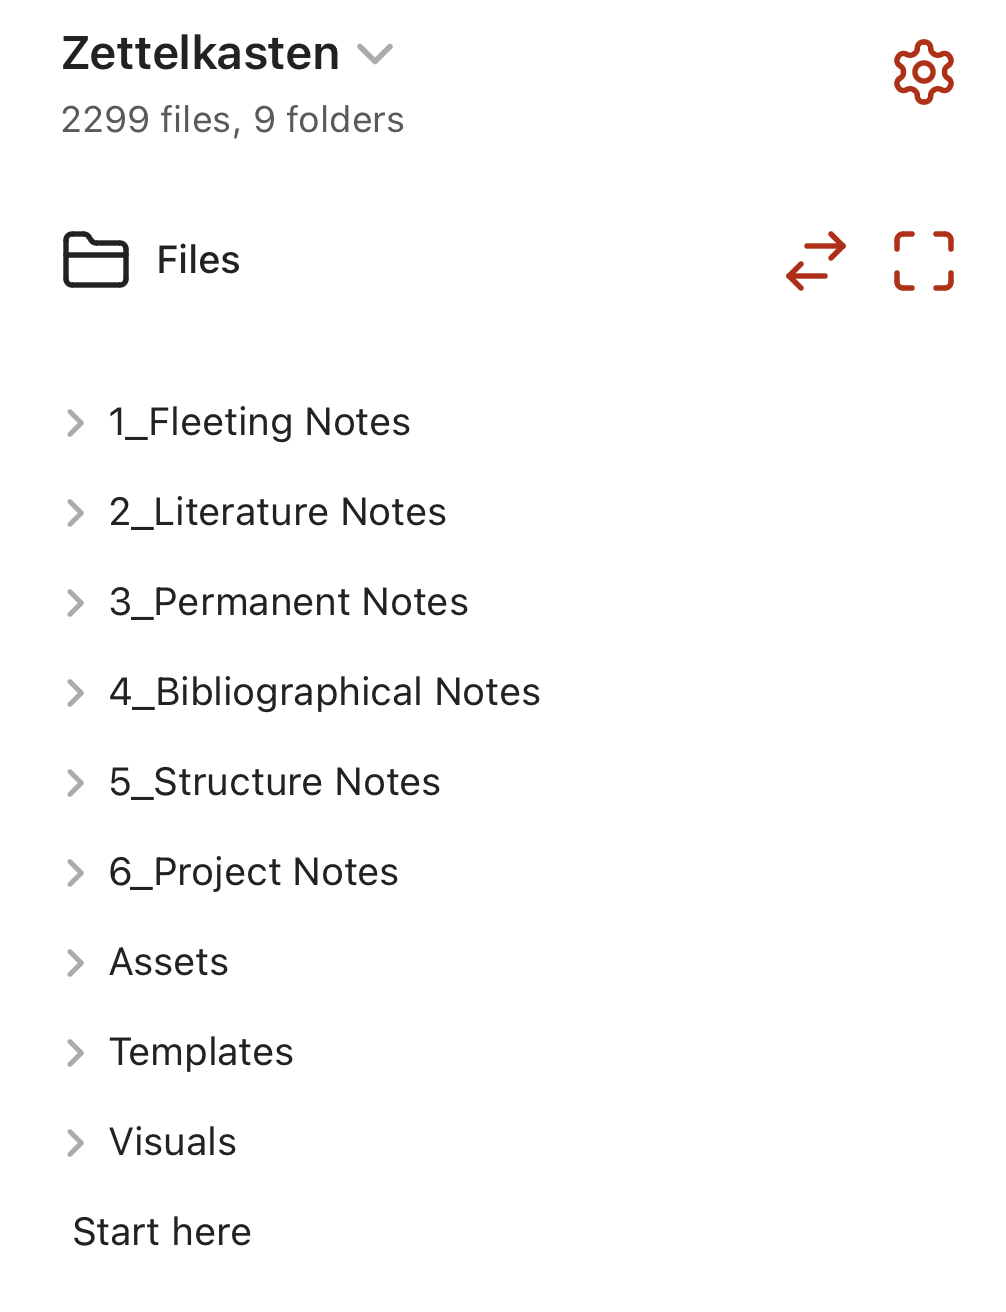 Zettelkasten
2299 files, 9 folders
Files
1_Fleeting Notes
2_Literature Notes
3_Permanent Notes
4_Bibliographical Notes
5_Structure Notes
6_Project Notes
Assets
Templates
Visuals
Start here